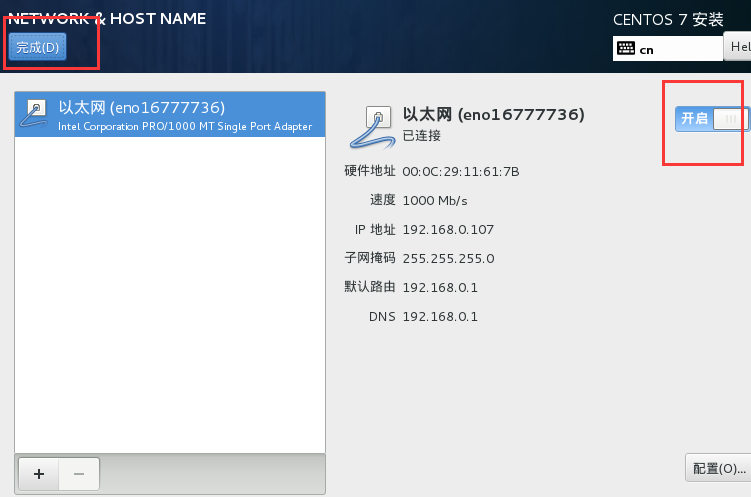 NETWORK & HOST NAME
CENTOS 7 安装
完成(D)
cn
Hel
以太网 (eno16777736)
Intel Corporation PRO/1000 MT Single Port Adapter
以太网 (eno16777736)
已连接
开启
硬件地址 00:0C:29:11:61:7B
速度 1000 Mb/s
IP 地址 192.168.0.107
子网掩码 255.255.255.0
默认路由 192.168.0.1
DNS 192.168.0.1
+ −
配置(O)...